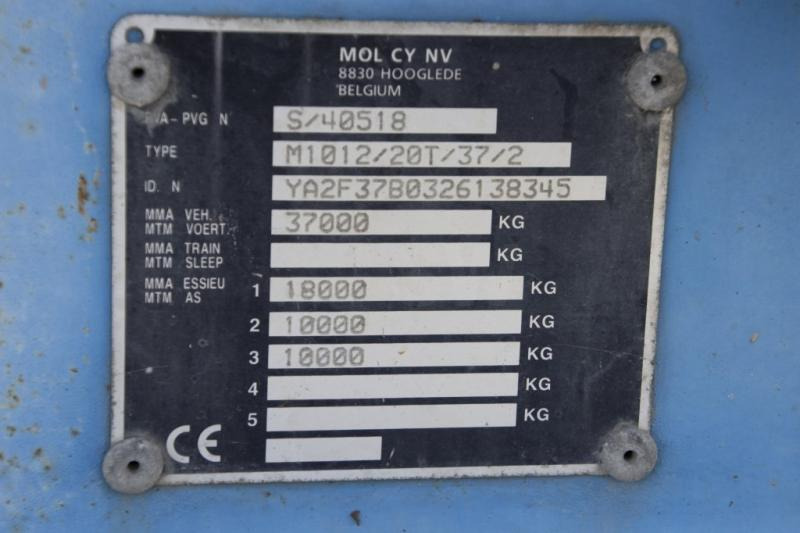 MOL CY NV
8830 HOOGLEDE
BELGIUM
PVA-PVG N S/40518
TYPE M1012/20T/37/2
ID. N YA2F37B0326138345
MMA VEH.
MTM VOERT. 37000 KG
MMA TRAIN
MTM SLEEP KG
MMA ESSIEU
MTM AS
1 18000 KG
2 10000 KG
3 10000 KG
4 KG
5 KG
CE